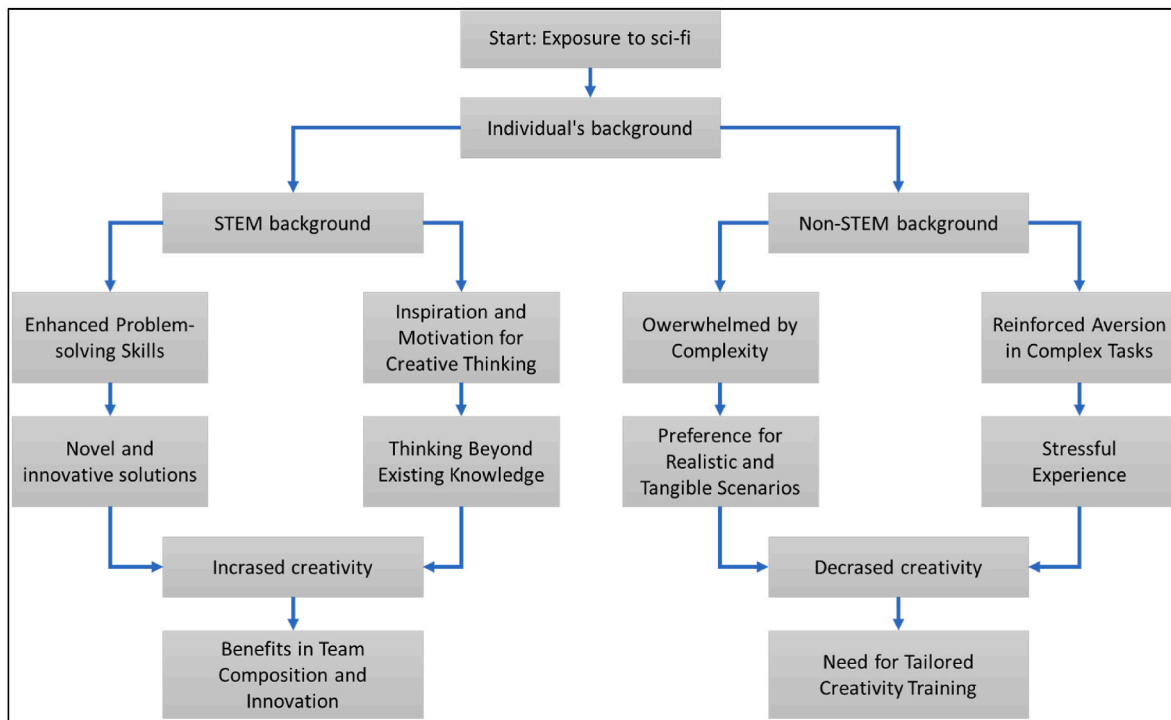 Start: Exposure to sci-fi
Individual's background
STEM background
Non-STEM background
Enhanced Problem-
solving Skills
Inspiration and
Motivation for
Creative Thinking
Owerwhelmed by
Complexity
Reinforced Aversion
in Complex Tasks
Novel and
innovative solutions
Thinking Beyond
Existing Knowledge
Preference for
Realistic and
Tangible Scenarios
Stressful
Experience
Incrased creativity
Decrased creativity
Benefits in Team
Composition and
Innovation
Need for Tailored
Creativity Training